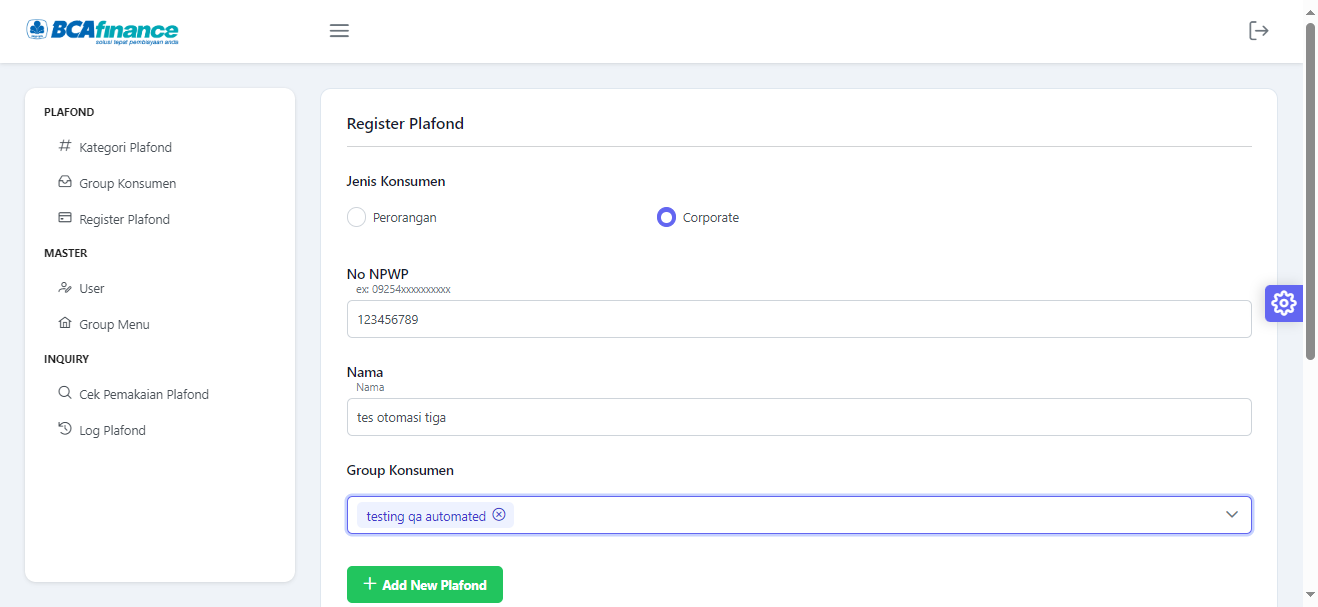 BCAfinance
solusi tepat pembiayaan anda
PLAFOND
Kategori Plafond
Group Konsumen
Register Plafond
MASTER
User
Group Menu
INQUIRY
Cek Pemakaian Plafond
Log Plafond
Register Plafond
Jenis Konsumen
Perorangan
Corporate
No NPWP
ex: 09254xxxxxxxxxx
123456789
Nama
Nama
tes otomasi tiga
Group Konsumen
testing qa automated
Add New Plafond